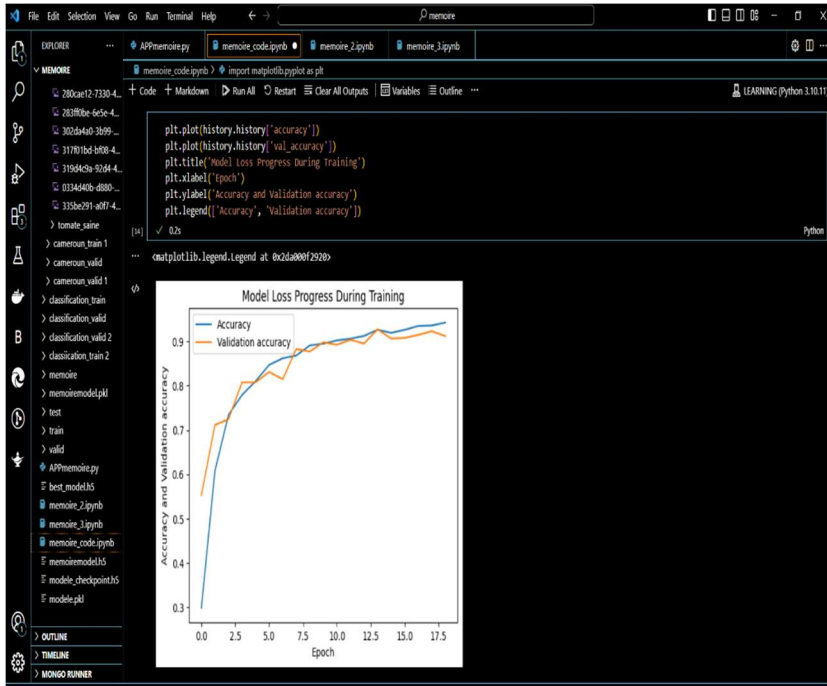 File Edit Selection View Go Run Terminal Help
memoire
EXPLORER
APPmemoire.py
memoire_code.ipynb
memoire_2.ipynb
memoire_3.ipynb
MEMOIRE
memoire_code.ipynb > import matplotlib.pyplot as plt
+ Code + Markdown Run All Restart Clear All Outputs Variables Outline ...
LEARNING (Python 3.10.11)
280cae12-7330-4...
283ff0be-6e5e-4...
302da4a0-3b99-...
317f01bd-bf08-4...
319d4c9a-92d4-4...
0334d40b-d880-...
335be291-a0f7-4...
> tomate_saine
> cameroun_train 1
> cameroun_valid
> cameroun_valid 1
> classification_train
> classification_valid
> classification_valid 2
> classiication_train 2
> memoire
> memoiremodel.pkl
> test
> train
> valid
APPmemoire.py
best_model.h5
memoire_2.ipynb
memoire_3.ipynb
memoire_code.ipynb
memoiremodel.h5
modele_checkpoint.h5
modele.pkl
> OUTLINE
> TIMELINE
> MONGO RUNNER
plt.plot(history.history['accuracy'])
plt.plot(history.history['val_accuracy'])
plt.title('Model Loss Progress During Training')
plt.xlabel('Epoch')
plt.ylabel('Accuracy and Validation accuracy')
plt.legend(['Accuracy', 'Validation accuracy'])
[14] ✓ 0.2s
Python
... <matplotlib.legend.Legend at 0x2da000f2920>
Model Loss Progress During Training
Accuracy
Validation accuracy
Accuracy and Validation accuracy
0.9
0.8
0.7
0.6
0.5
0.4
0.3
0.0 2.5 5.0 7.5 10.0 12.5 15.0 17.5
Epoch